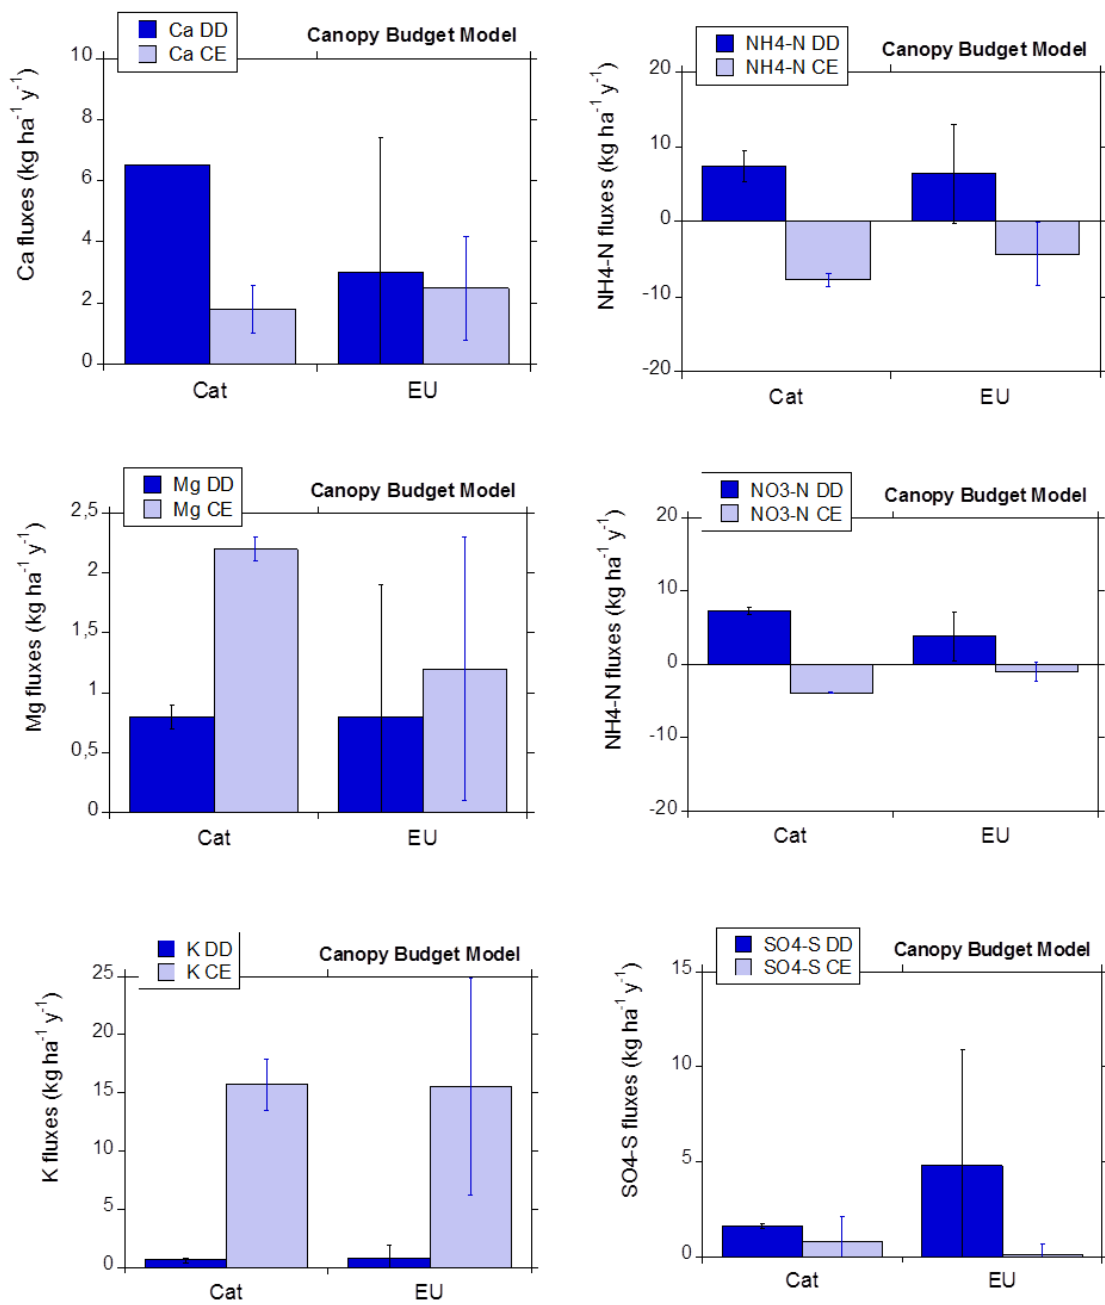 Ca DD
Ca CE
Canopy Budget Model
Ca fluxes (kg ha⁻¹ y⁻¹)
10
8
6
4
2
0
Cat
EU
NH4-N DD
NH4-N CE
Canopy Budget Model
NH4-N fluxes (kg ha⁻¹ y⁻¹)
20
10
0
-10
-20
Cat
EU
Mg DD
Mg CE
Canopy Budget Model
Mg fluxes (kg ha⁻¹ y⁻¹)
2,5
2
1,5
1
0,5
0
Cat
EU
NO3-N DD
NO3-N CE
Canopy Budget Model
NH4-N fluxes (kg ha⁻¹ y⁻¹)
20
10
0
-10
-20
Cat
EU
K DD
K CE
Canopy Budget Model
K fluxes (kg ha⁻¹ y⁻¹)
25
20
15
10
5
0
Cat
EU
SO4-S DD
SO4-S CE
Canopy Budget Model
SO4-S fluxes (kg ha⁻¹ y⁻¹)
15
10
5
0
Cat
EU